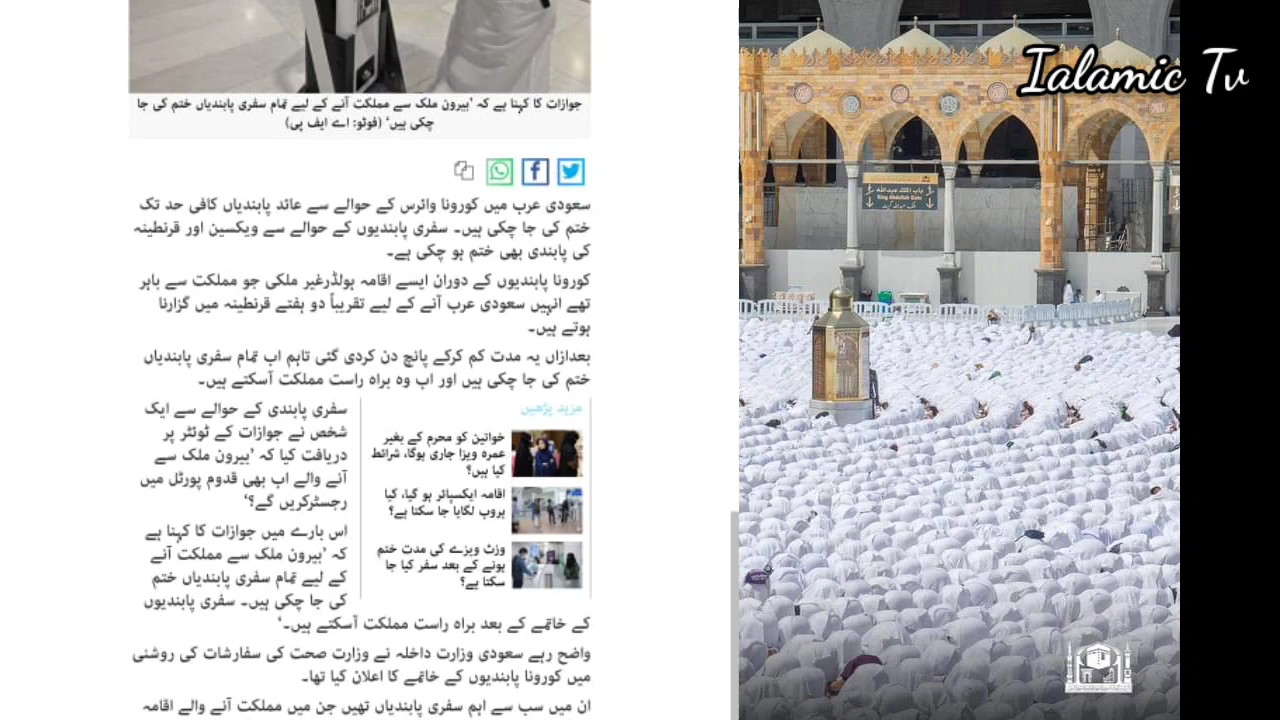 جوازات کا کہنا ہے کہ ’بیرون ملک سے مملکت آنے کے لیے تمام سفری پابندیاں ختم کی جا
چکی ہیں‘ (فوٹو: اے ایف پی)
سعودی عرب میں کورونا وائرس کے حوالے سے عائد پابندیاں کافی حد تک
ختم کی جا چکی ہیں۔ سفری پابندیوں کے حوالے سے ویکسین اور قرنطینہ
کی پابندی بھی ختم ہو چکی ہے۔
کورونا پابندیوں کے دوران ایسے اقامہ ہولڈرغیر ملکی جو مملکت سے باہر
تھے انہیں سعودی عرب آنے کے لیے تقریباً دو ہفتے قرنطینہ میں گزارنا
ہوتے ہیں۔
بعدازاں یہ مدت کم کرکے پانچ دن کردی گئی تاہم اب تمام سفری پابندیاں
ختم کی جا چکی ہیں اور اب وہ براہ راست مملکت آسکتے ہیں۔
مزید پڑھیں
خواتین کو محرم کے بغیر
عمرہ ویزا جاری ہوگا، شرائط
کیا ہیں؟
اقامہ ایکسپائر ہو گیا، کیا
ہروب لگایا جا سکتا ہے؟
وزٹ ویزے کی مدت ختم
ہونے کے بعد سفر کیا جا
سکتا ہے؟
سفری پابندی کے حوالے سے ایک
شخص نے جوازات کے ٹوئٹر پر
دریافت کیا کہ ’بیرون ملک سے
آنے والے اب بھی قدوم پورٹل میں
رجسٹرکریں گے؟‘
اس بارے میں جوازات کا کہنا ہے
کہ ’بیرون ملک سے مملکت آنے
کے لیے تمام سفری پابندیاں ختم
کی جا چکی ہیں۔ سفری پابندیوں
کے خاتمے کے بعد براہ راست مملکت آسکتے ہیں۔‘
واضح رہے سعودی وزارت داخلہ نے وزارت صحت کی سفارشات کی روشنی
میں کورونا پابندیوں کے خاتمے کا اعلان کیا تھا۔
ان میں سب سے اہم سفری پابندیاں تھیں جن میں مملکت آنے والے اقامہ
Ialamic Tv
باب الملك عبدالله
King Abdullah Gate